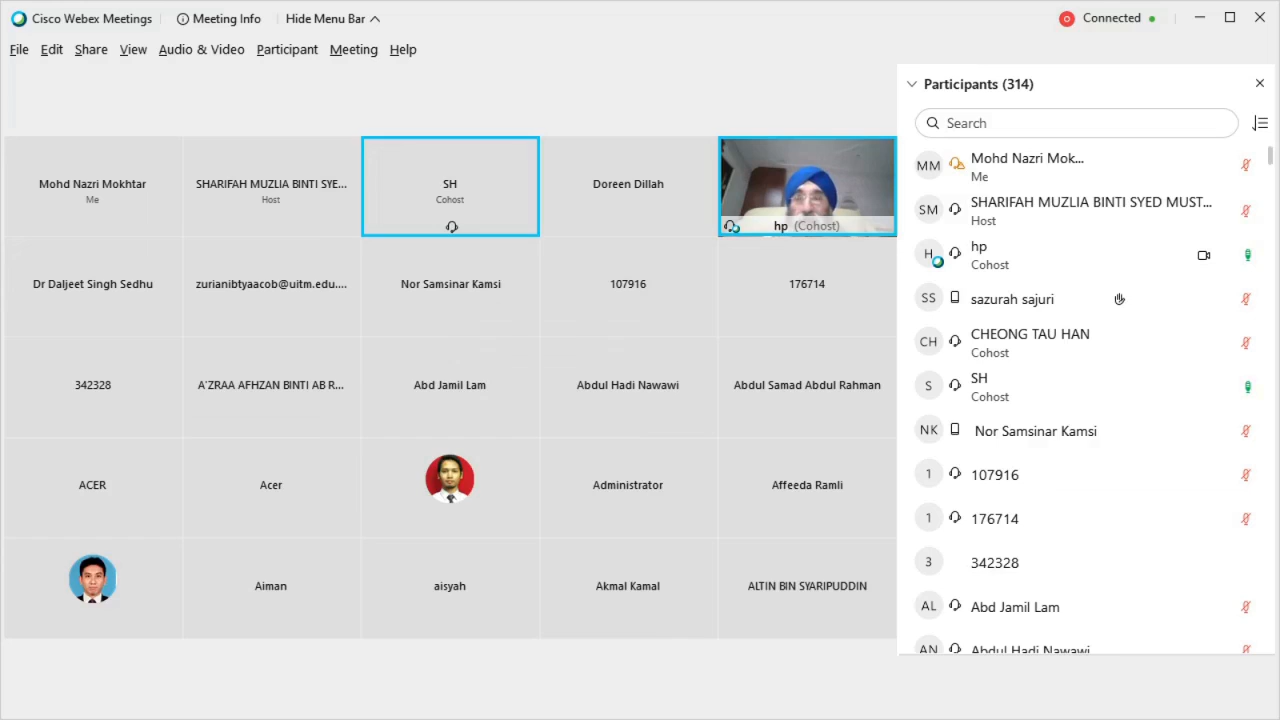 Cisco Webex Meetings
Meeting Info
Hide Menu Bar
Connected
File Edit Share View Audio & Video Participant Meeting Help
Mohd Nazri Mokhtar
Me
SHARIFAH MUZLIA BINTI SYE...
Host
SH
Cohost
Doreen Dillah
hp (Cohost)
Dr Daljeet Singh Sedhu
zurianibtyaacob@uitm.edu....
Nor Samsinar Kamsi
107916
176714
342328
A'ZRAA AFHZAN BINTI AB R...
Abd Jamil Lam
Abdul Hadi Nawawi
Abdul Samad Abdul Rahman
ACER
Acer
Administrator
Affeeda Ramli
Aiman
aisyah
Akmal Kamal
ALTIN BIN SYARIPUDDIN
Participants (314)
Search
MM
Mohd Nazri Mok...
Me
SM
SHARIFAH MUZLIA BINTI SYED MUST...
Host
H
hp
Cohost
SS
sazurah sajuri
CH
CHEONG TAU HAN
Cohost
S
SH
Cohost
NK
Nor Samsinar Kamsi
1
107916
1
176714
3
342328
AL
Abd Jamil Lam
AN
Abdul Hadi Nawawi